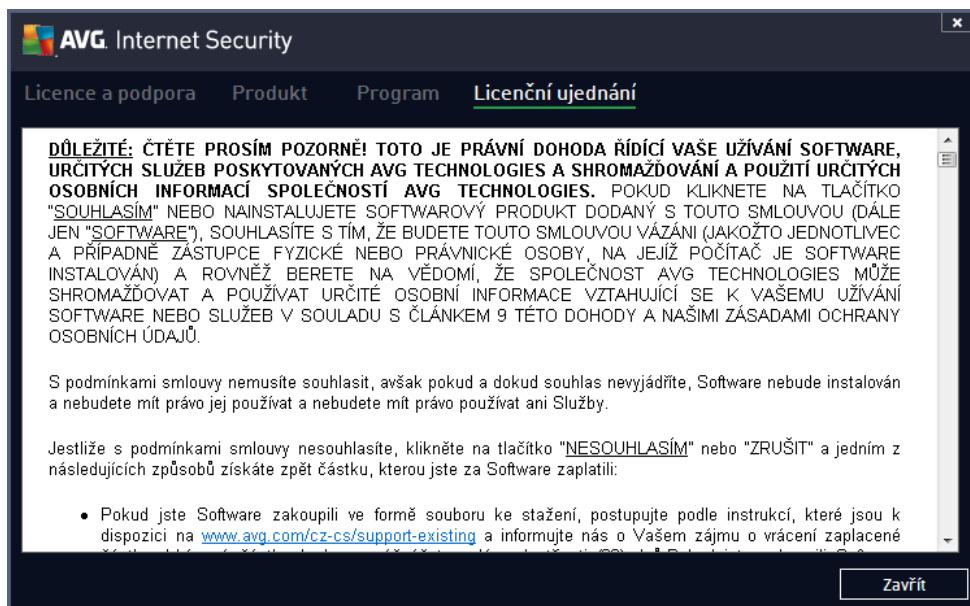 AVG. Internet Security
x
Licence a podpora Produkt Program Licenční ujednání
DŮLEŽITÉ: ČTĚTE PROSÍM POZORNĚ! TOTO JE PRÁVNÍ DOHODA ŘÍDÍCÍ VAŠE UŽÍVÁNÍ SOFTWARE,
URČITÝCH SLUŽEB POSKYTOVANÝCH AVG TECHNOLOGIES A SHROMAŽĎOVÁNÍ A POUŽITÍ URČITÝCH
OSOBNÍCH INFORMACÍ SPOLEČNOSTÍ AVG TECHNOLOGIES. POKUD KLIKNETE NA TLAČÍTKO
"SOUHLASÍM" NEBO NAINSTALUJETE SOFTWAROVÝ PRODUKT DODANÝ S TOUTO SMLOUVOU (DÁLE
JEN "SOFTWARE"), SOUHLASÍTE S TÍM, ŽE BUDETE TOUTO SMLOUVOU VÁZÁNI (JAKOŽTO JEDNOTLIVEC
A PŘÍPADNĚ ZÁSTUPCE FYZICKÉ NEBO PRÁVNICKÉ OSOBY, NA JEJÍŽ POČÍTAČ JE SOFTWARE
INSTALOVÁN) A ROVNĚŽ BERETE NA VĚDOMÍ, ŽE SPOLEČNOST AVG TECHNOLOGIES MŮŽE
SHROMAŽĎOVAT A POUŽÍVAT URČITÉ OSOBNÍ INFORMACE VZTAHUJÍCÍ SE K VAŠEMU UŽÍVÁNÍ
SOFTWARE NEBO SLUŽEB V SOULADU S ČLÁNKEM 9 TÉTO DOHODY A NAŠIMI ZÁSADAMI OCHRANY
OSOBNÍCH ÚDAJŮ.
S podmínkami smlouvy nemusíte souhlasit, avšak pokud a dokud souhlas nevyjádříte, Software nebude instalován
a nebudete mít právo jej používat a nebudete mít právo používat ani Služby.
Jestliže s podmínkami smlouvy nesouhlasíte, klikněte na tlačítko "NESOUHLASÍM" nebo "ZRUŠIT" a jedním z
následujících způsobů získáte zpět částku, kterou jste za Software zaplatili:
• Pokud jste Software zakoupili ve formě souboru ke stažení, postupujte podle instrukcí, které jsou k
dispozici na www.avg.com/cz-cs/support-existing a informujte nás o Vašem zájmu o vrácení zaplacené
Zavřít